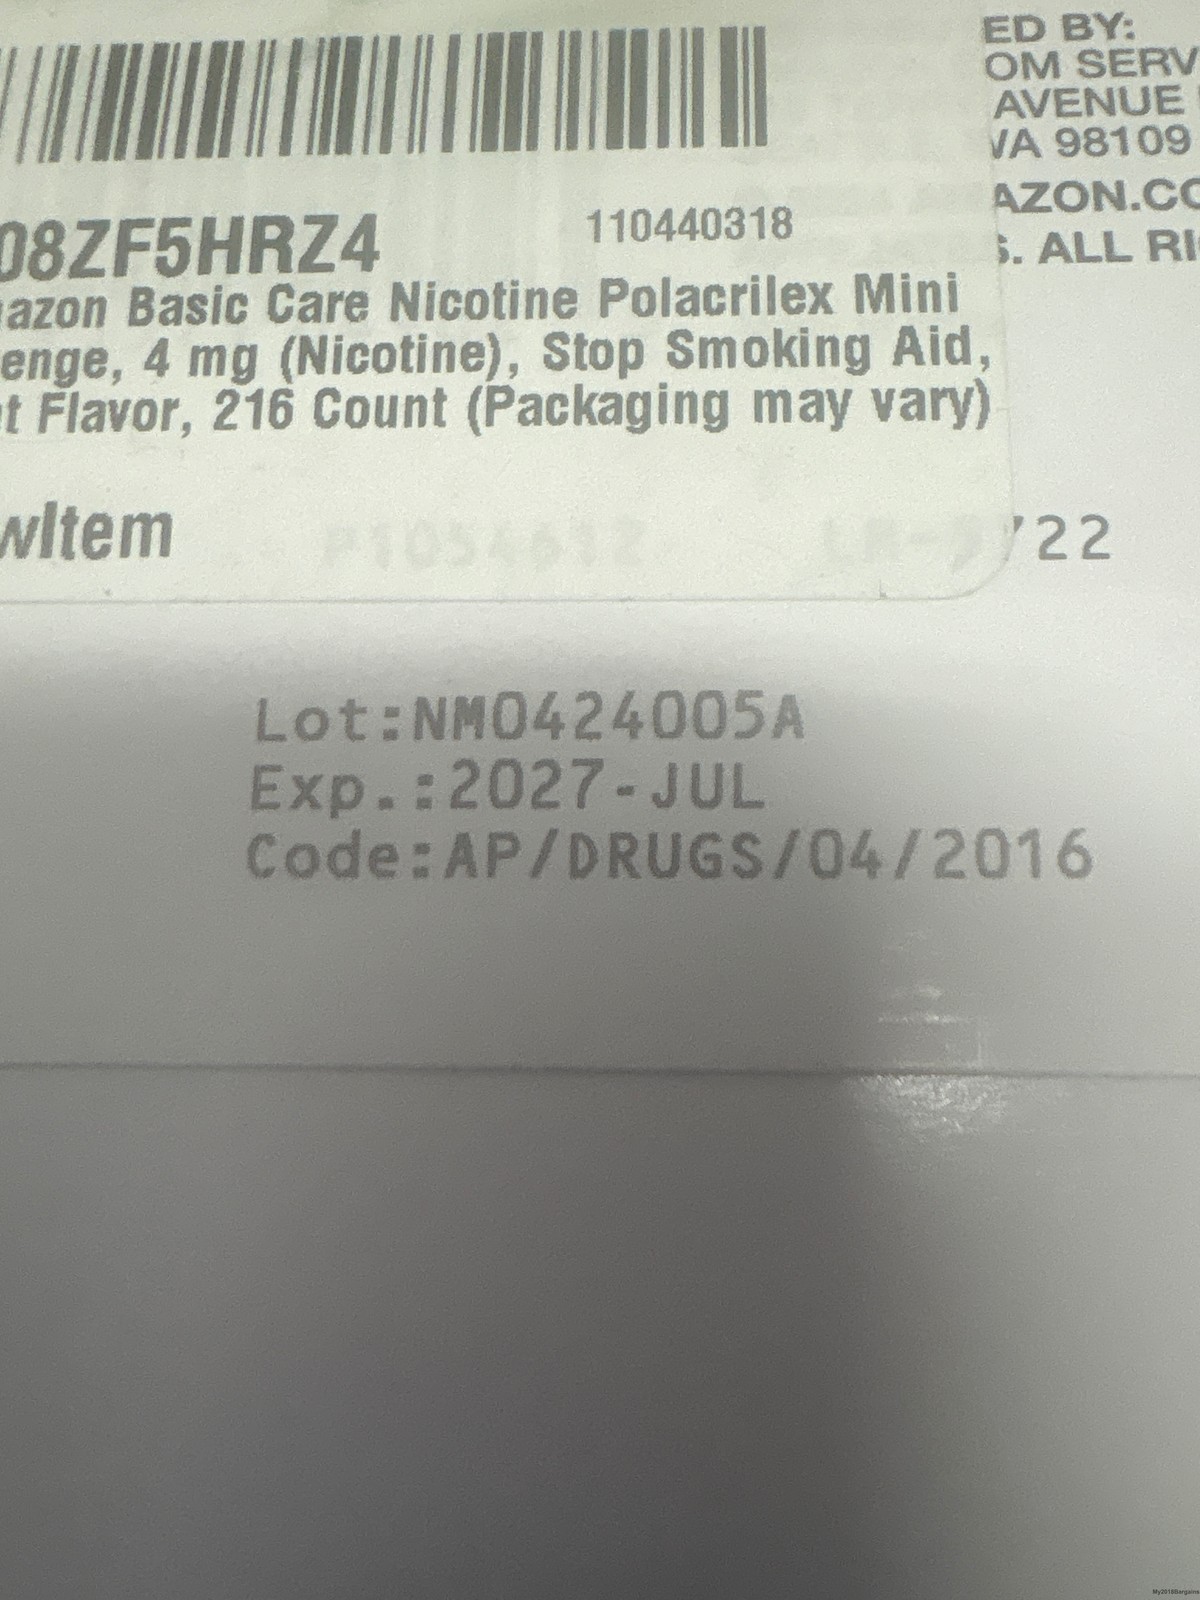 ED BY:
OM SERV
AVENUE
VA 98109
AZON.CO
S. ALL RI
08ZF5HRZ4
110440318
azon Basic Care Nicotine Polacrilex Mini
enge, 4 mg (Nicotine), Stop Smoking Aid,
t Flavor, 216 Count (Packaging may vary)
wItem
P1054612
/22
Lot:NM0424005A
Exp.:2027-JUL
Code:AP/DRUGS/04/2016
My2016Bargains